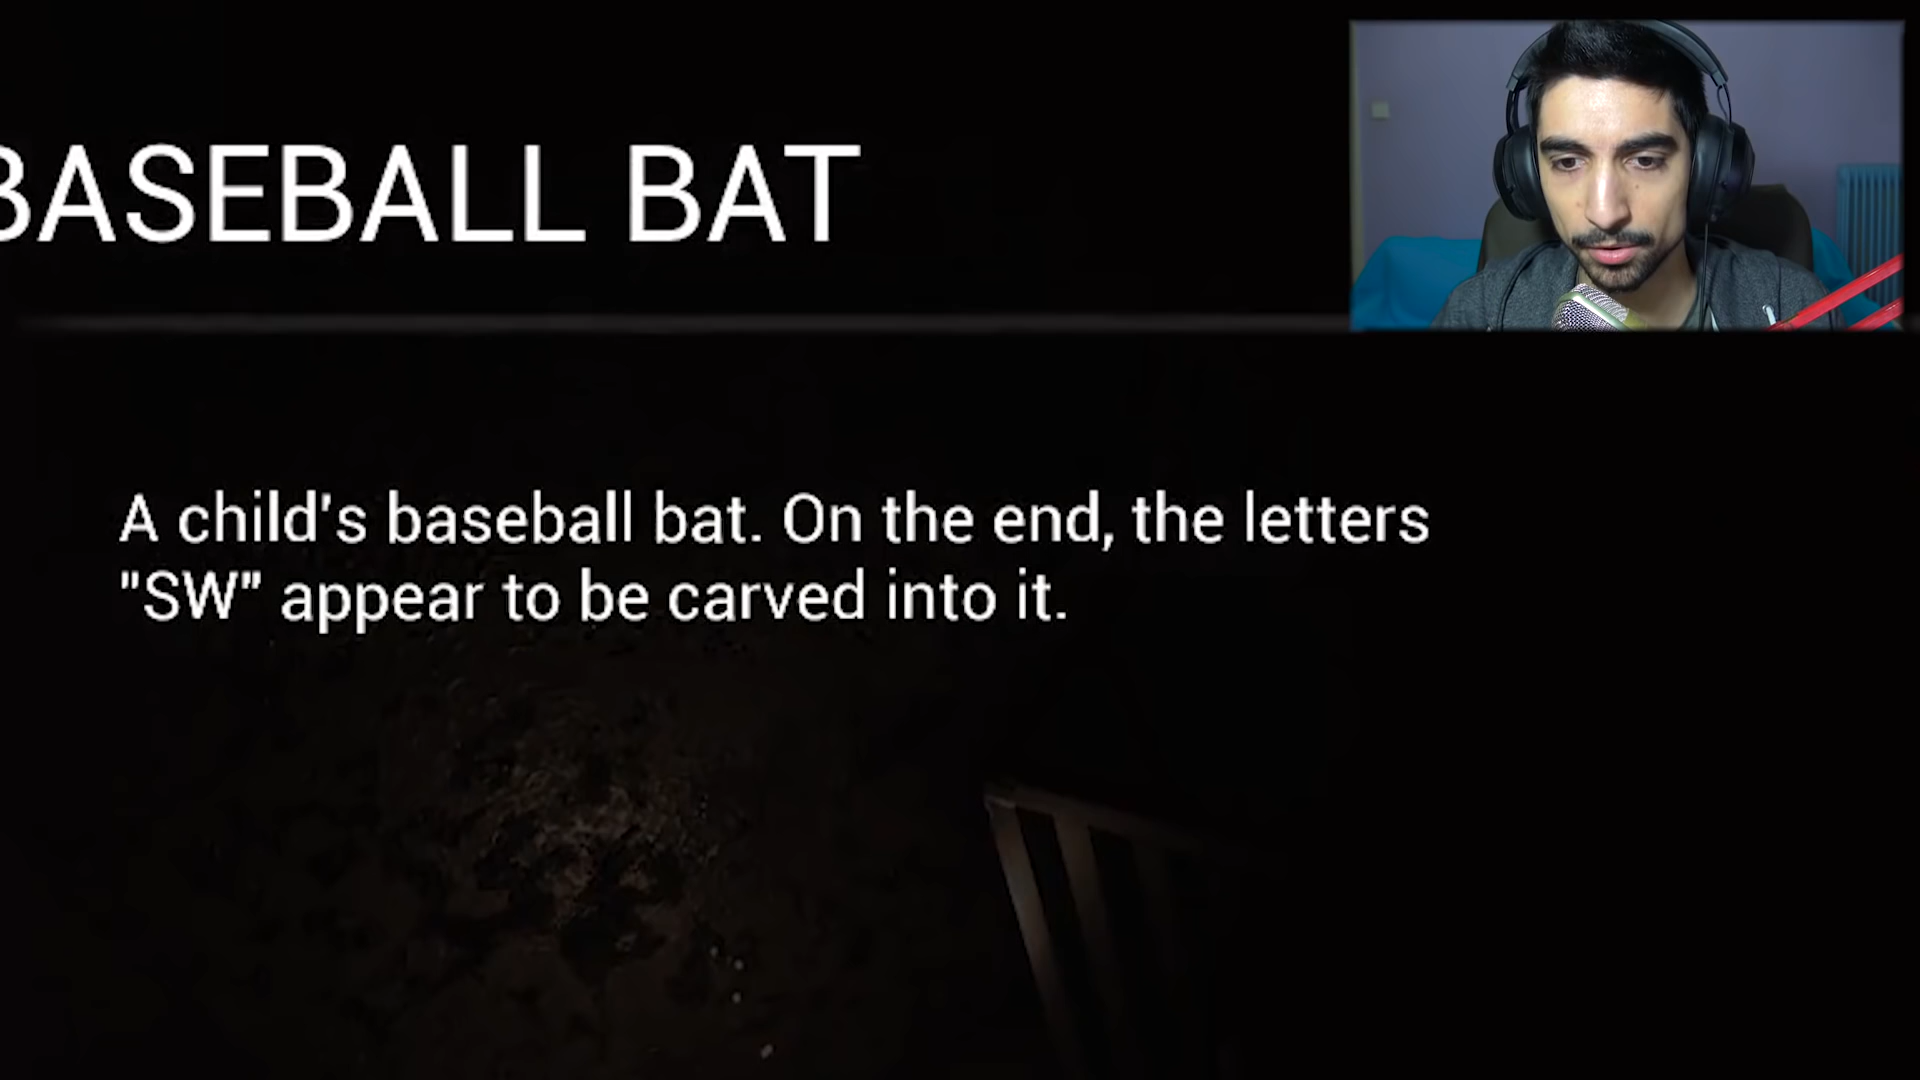 BASEBALL BAT
A child's baseball bat. On the end, the letters
"SW" appear to be carved into it.